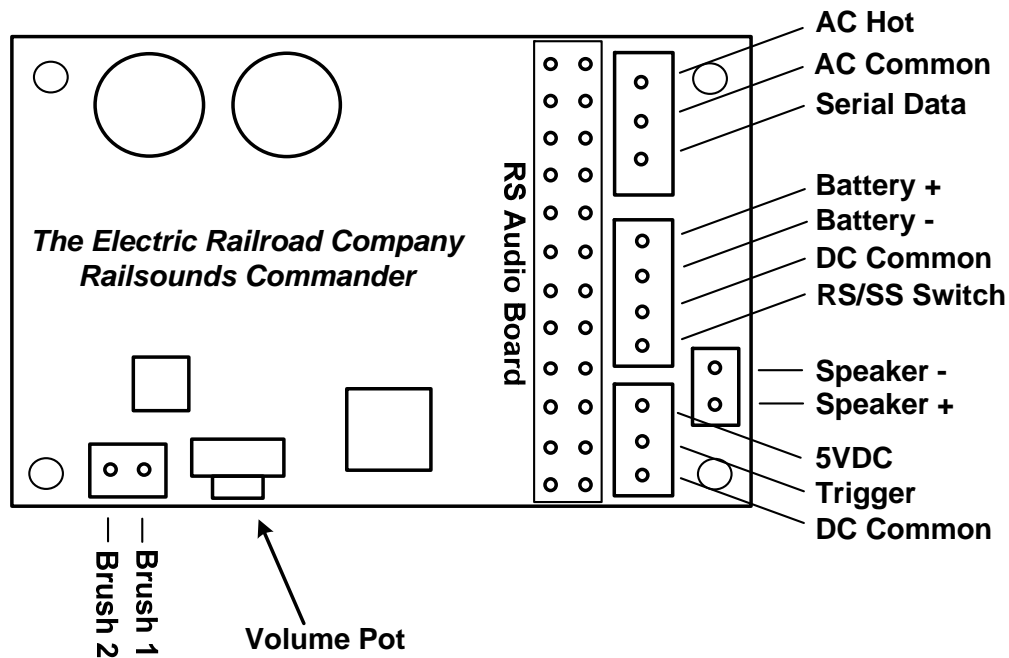 AC Hot
AC Common
Serial Data
Battery +
Battery -
DC Common
RS/SS Switch
Speaker -
Speaker +
5VDC
Trigger
DC Common
RS Audio Board
The Electric Railroad Company
Railsounds Commander
Brush 1
Brush 2
Volume Pot